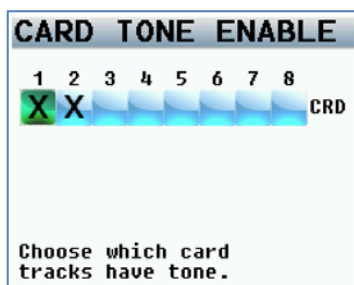 CARD TONE ENABLE
1 2 3 4 5 6 7 8
X X CRD
Choose which card
tracks have tone.